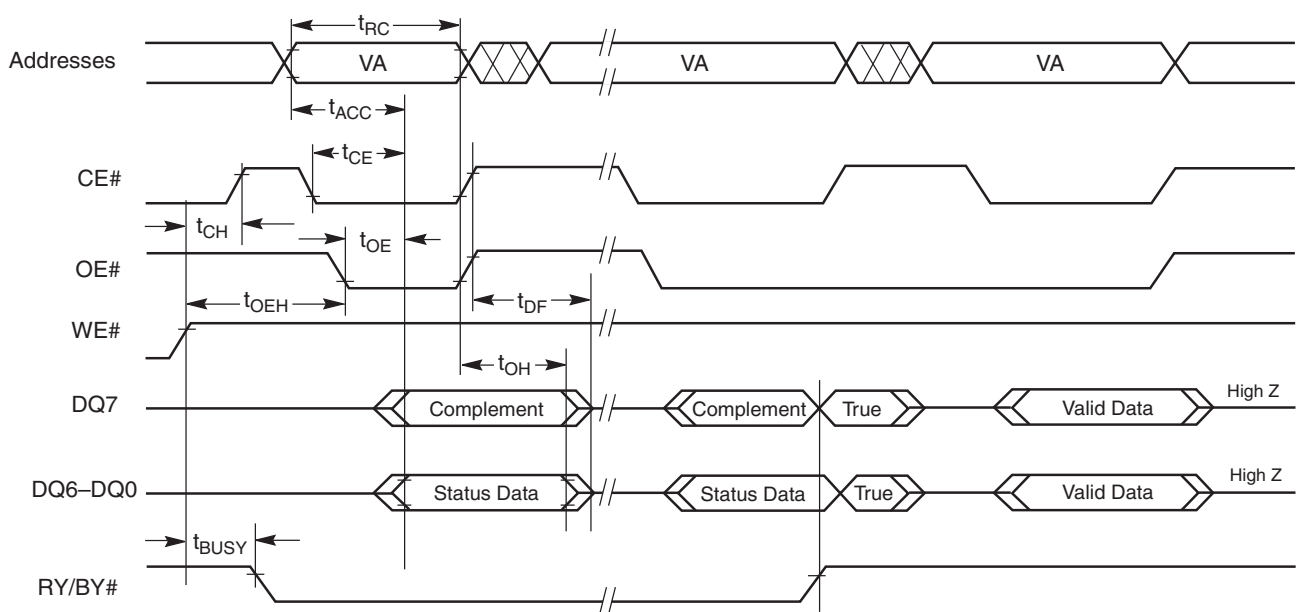 tRC
Addresses VA VA VA
tACC
tCE
CE#
tCH tOE
OE#
tOEH tDF
WE#
tOH
DQ7 Complement Complement True Valid Data High Z
DQ6–DQ0 Status Data Status Data True Valid Data High Z
tBUSY
RY/BY#